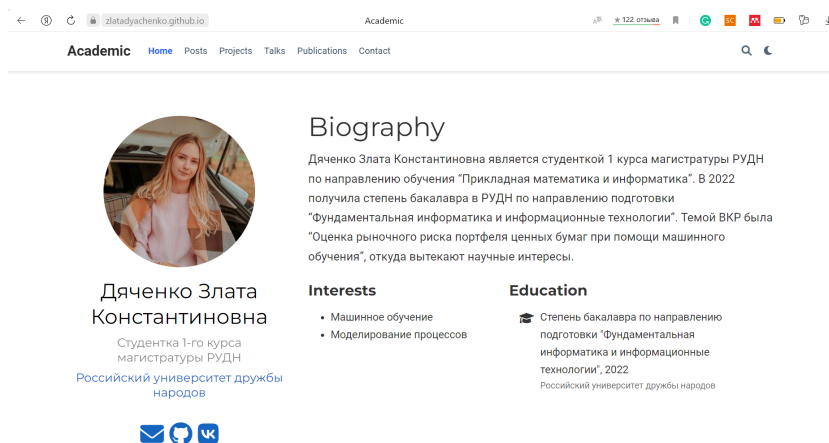 zlatadyachenko.github.io
Academic
★ 122 отзыва
Academic
Home Posts Projects Talks Publications Contact
Biography
Дяченко Злата Константиновна является студенткой 1 курса магистратуры РУДН
по направлению обучения “Прикладная математика и информатика”. В 2022
получила степень бакалавра в РУДН по направлению подготовки
“Фундаментальная информатика и информационные технологии”. Темой ВКР была
“Оценка рыночного риска портфеля ценных бумаг при помощи машинного
обучения”, откуда вытекают научные интересы.
Дяченко Злата
Константиновна
Студентка 1-го курса
магистратуры РУДН
Российский университет дружбы
народов
Interests
Машинное обучение
Моделирование процессов
Education
Степень бакалавра по направлению
подготовки "Фундаментальная
информатика и информационные
технологии", 2022
Российский университет дружбы народов